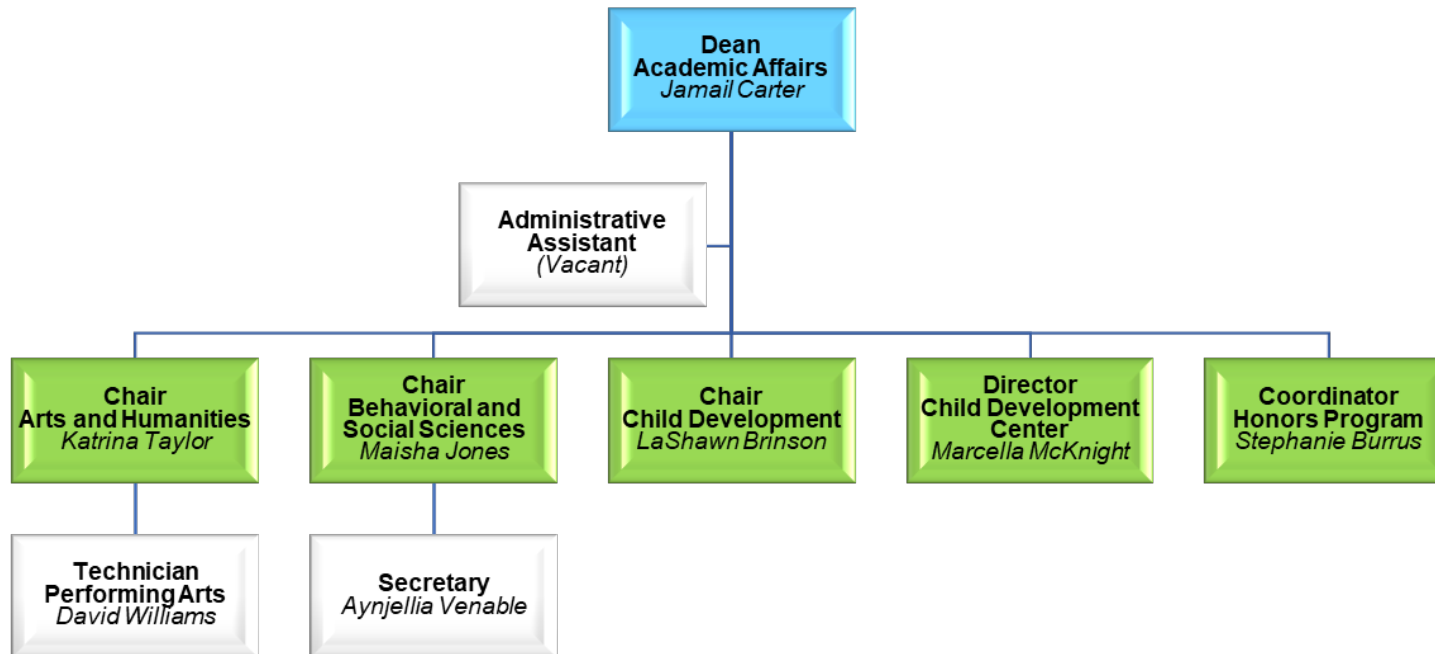 Dean
Academic Affairs
Jamail Carter
Administrative
Assistant
(Vacant)
Chair
Arts and Humanities
Katrina Taylor
Chair
Behavioral and
Social Sciences
Maisha Jones
Chair
Child Development
LaShawn Brinson
Director
Child Development
Center
Marcella McKnight
Coordinator
Honors Program
Stephanie Burrus
Technician
Performing Arts
David Williams
Secretary
Aynjellia Venable